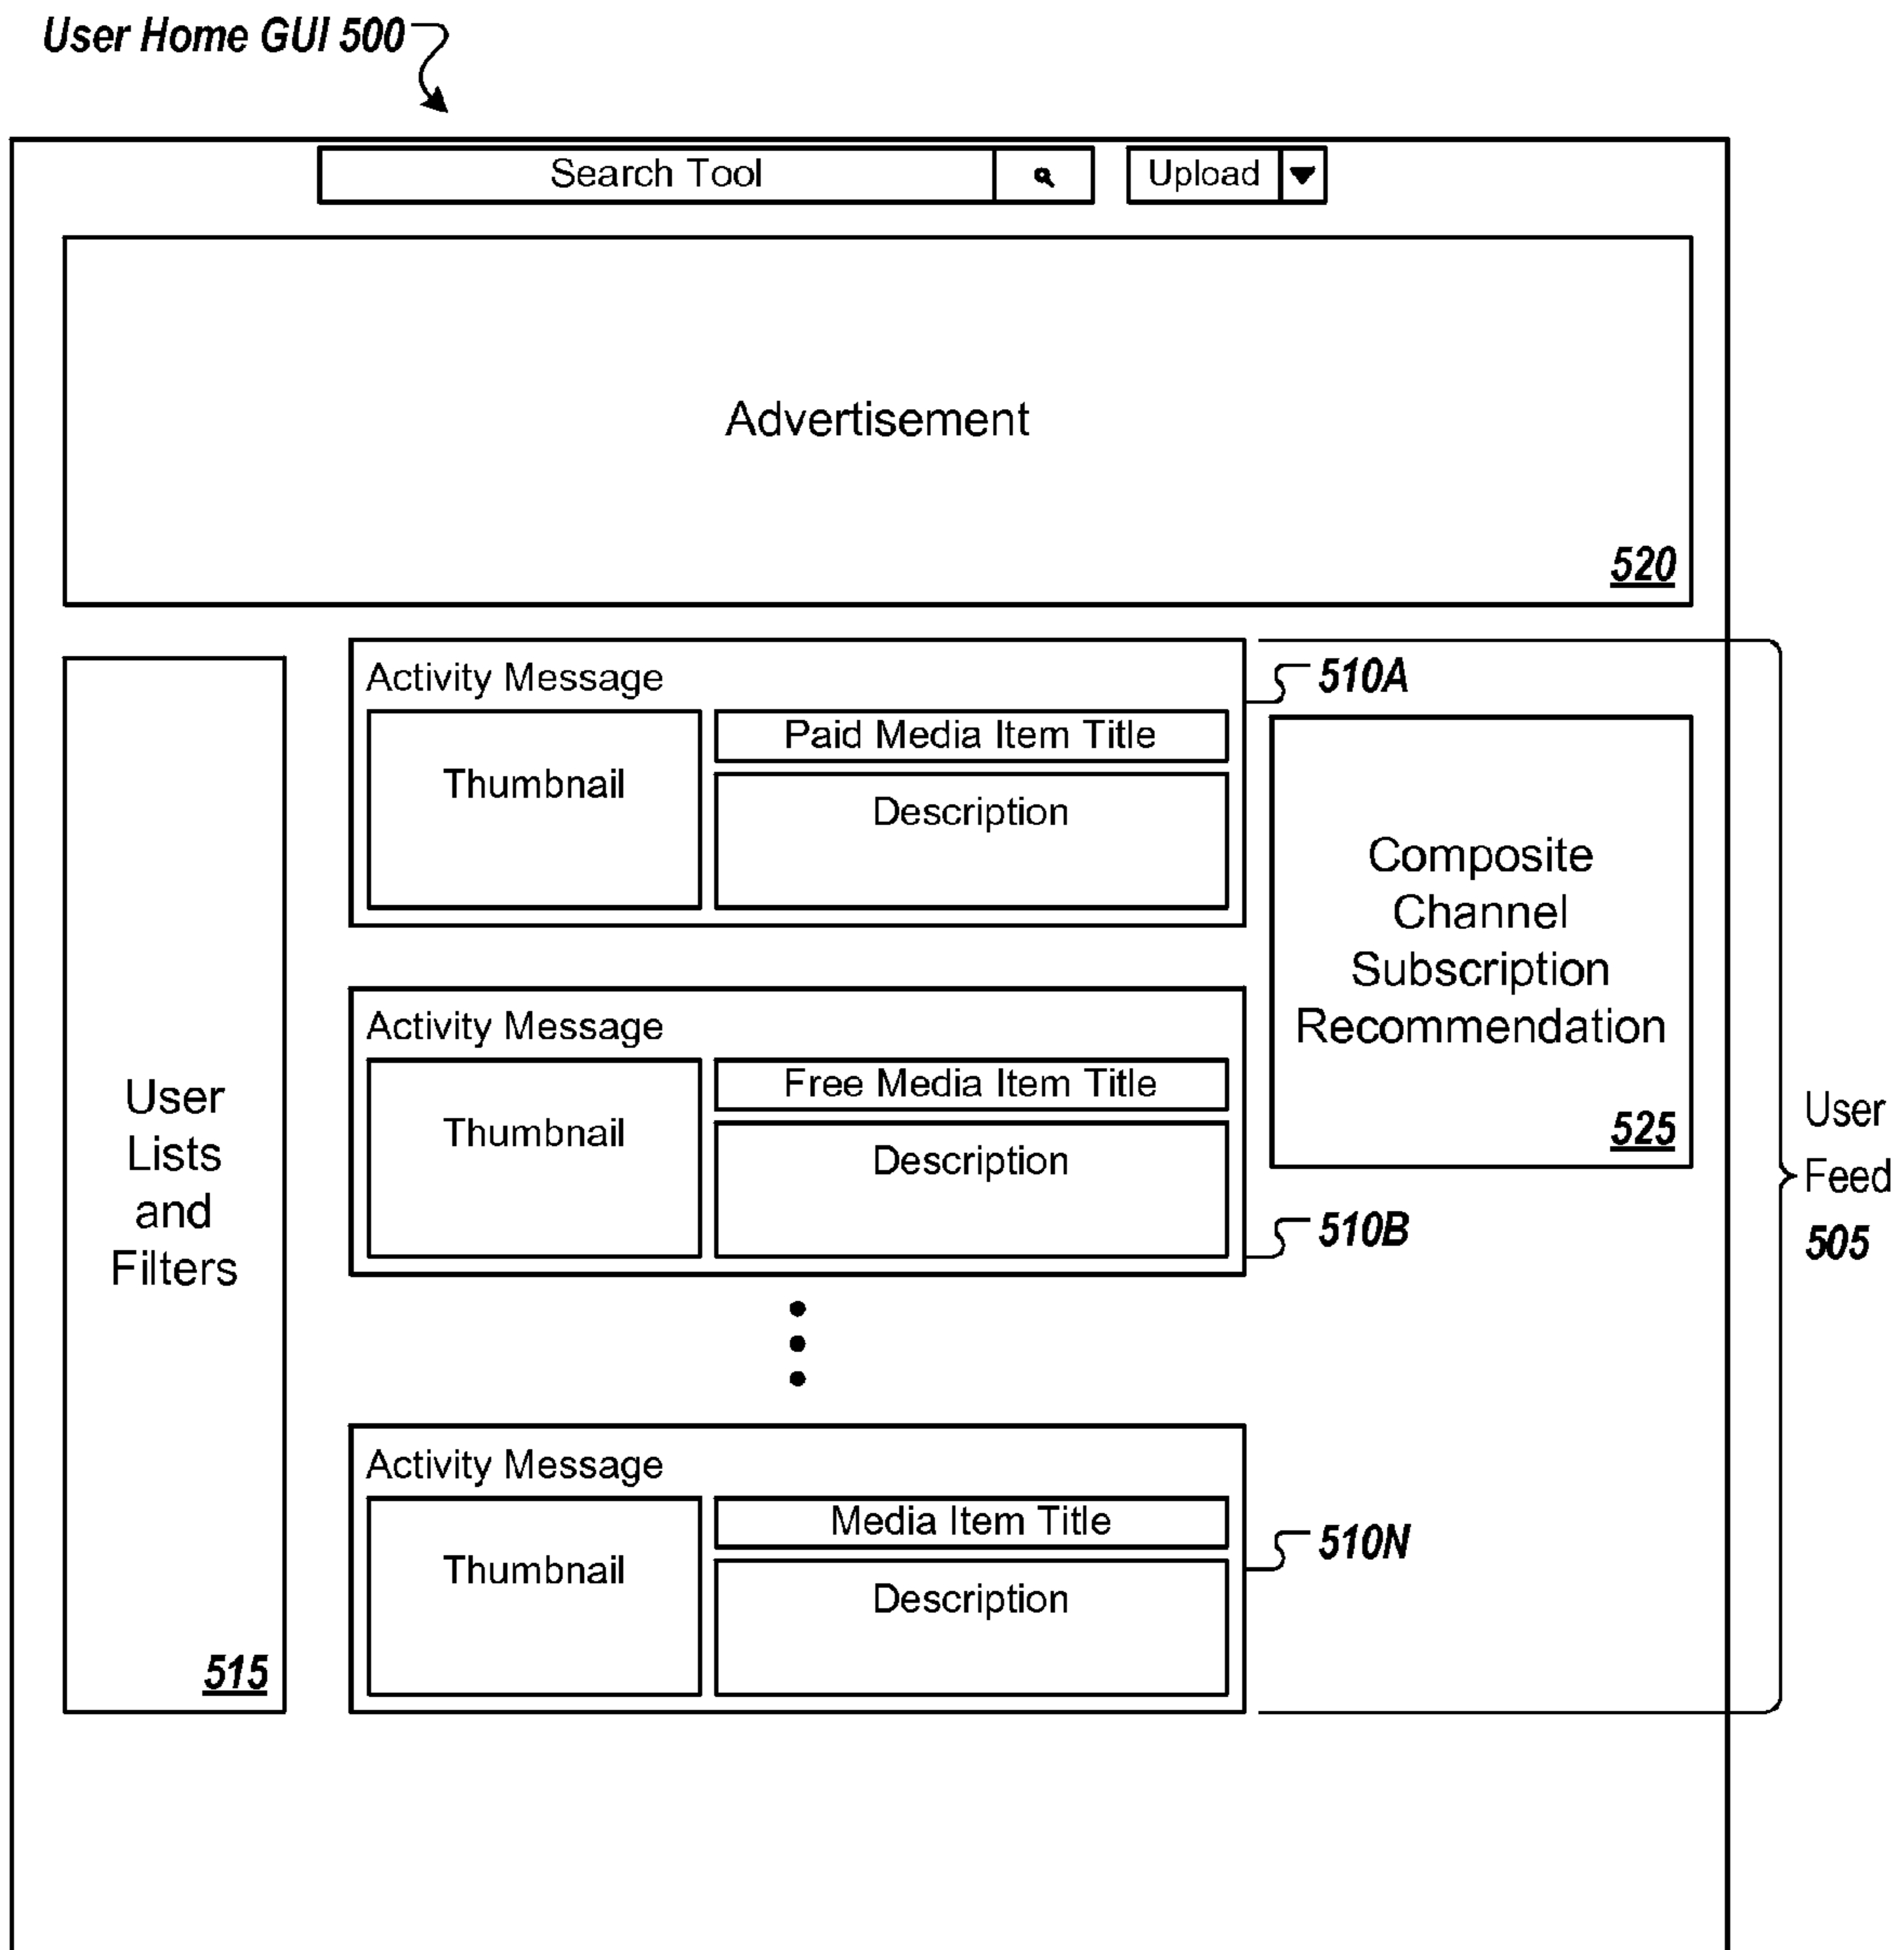 User Home GUI 500
Search Tool
Upload
Advertisement
520
Activity Message
510A
Paid Media Item Title
Thumbnail
Description
Composite
Channel
Subscription
Recommendation
525
Activity Message
Free Media Item Title
Thumbnail
Description
510B
User
Lists
and
Filters
515
User
Feed
505
Activity Message
Media Item Title
510N
Thumbnail
Description